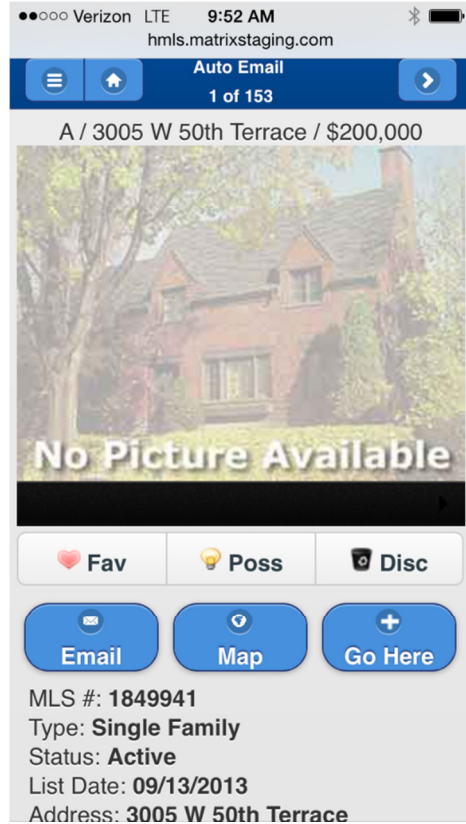 Verizon LTE 9:52 AM
hmls.matrixstaging.com
Auto Email
1 of 153
A / 3005 W 50th Terrace / $200,000
No Picture Available
Fav Poss Disc
Email Map Go Here
MLS #: 1849941
Type: Single Family
Status: Active
List Date: 09/13/2013
Address: 3005 W 50th Terrace